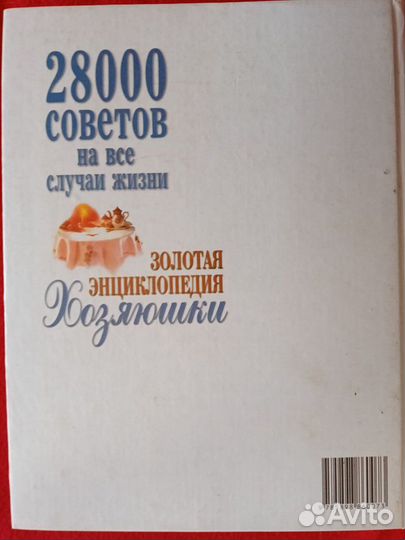 28000
СОВЕТОВ
НА ВСЕ
СЛУЧАИ ЖИЗНИ
ЗОЛОТАЯ
ЭНЦИКЛОПЕДИЯ
Хозяюшки
Avito